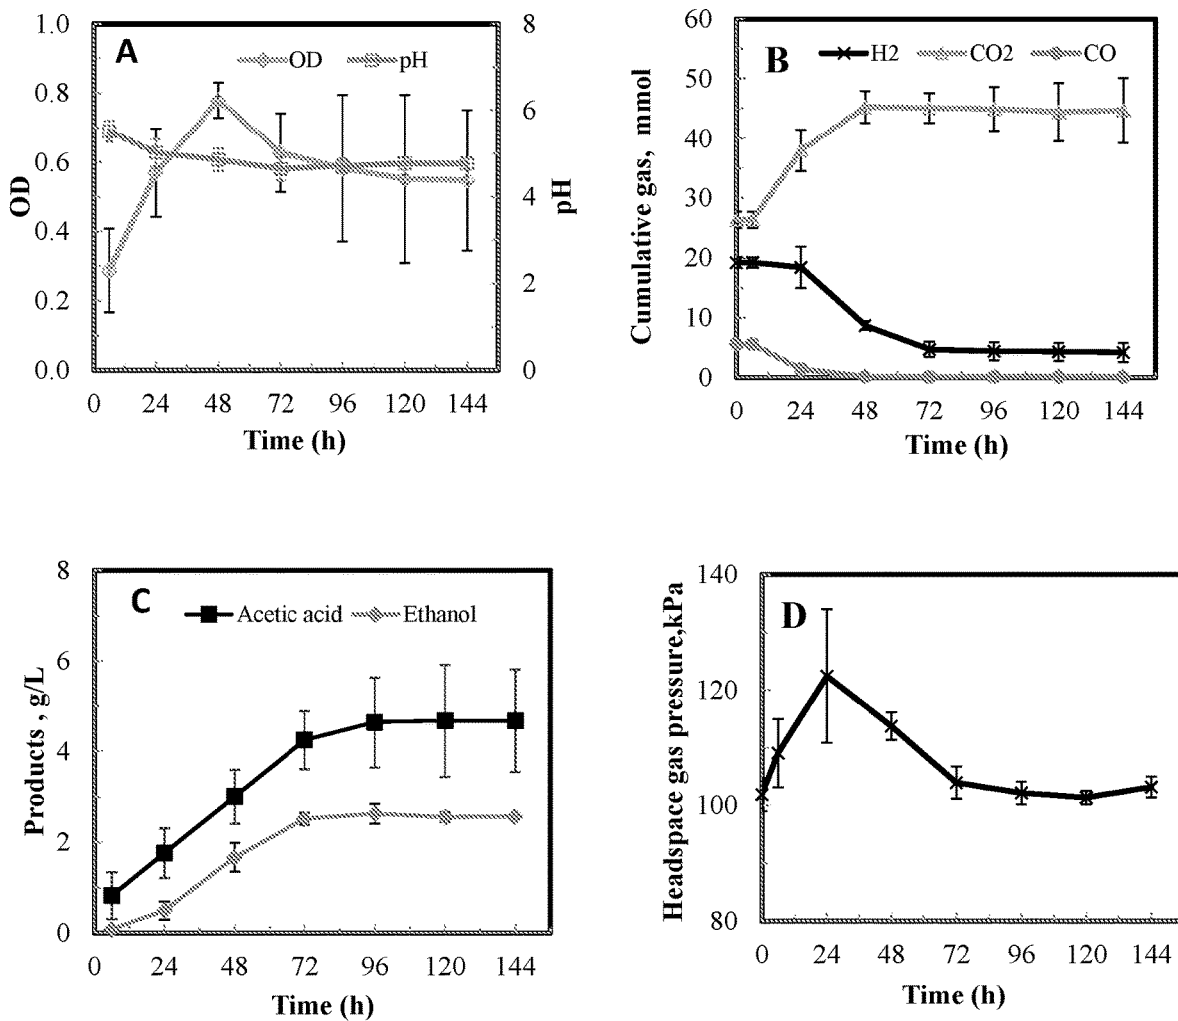 A
OD pH
1.0
0.8
0.6
0.4
0.2
0.0
OD
8
6
4
2
0
pH
0 24 48 72 96 120 144
Time (h)
B
H2 CO2 CO
60
50
40
30
20
10
0
Cumulative gas, mmol
0 24 48 72 96 120 144
Time (h)
C
Acetic acid Ethanol
8
6
4
2
0
Products , g/L
0 24 48 72 96 120 144
Time (h)
D
140
120
100
80
Headspace gas pressure,kPa
0 24 48 72 96 120 144
Time (h)